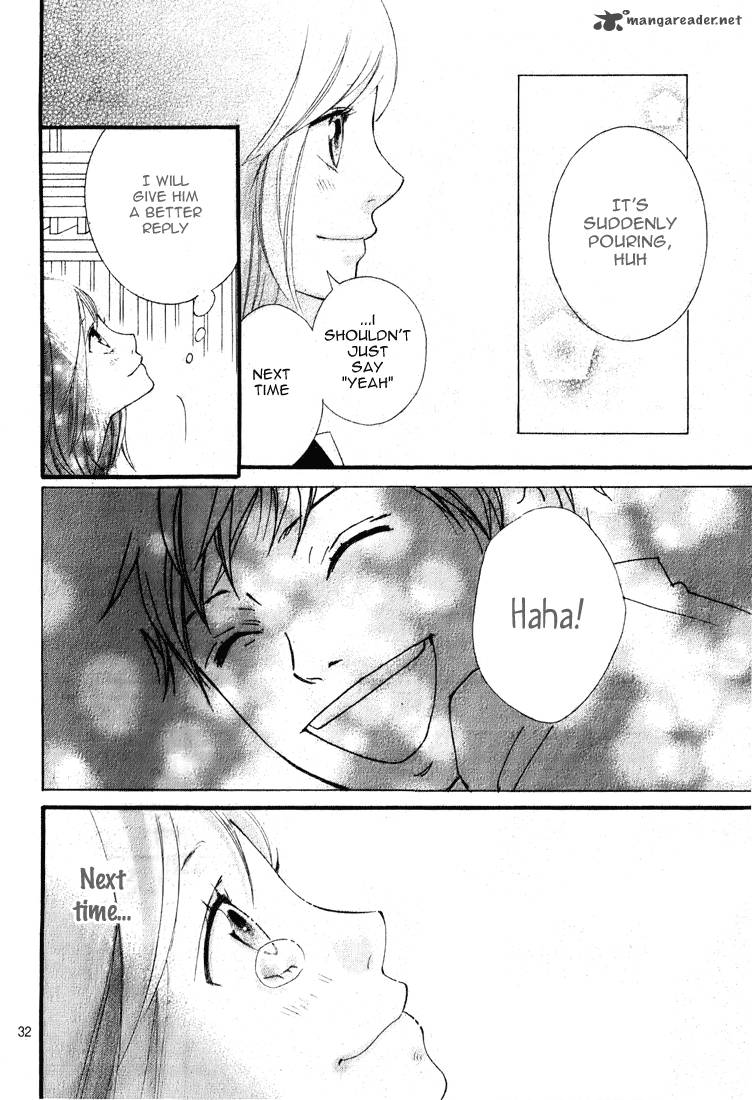 mangareader.net
IT'S
SUDDENLY
POURING,
HUH
...I
SHOULDN'T
JUST
SAY
"YEAH"
NEXT
TIME
I WILL
GIVE HIM
A BETTER
REPLY
Haha!
Next
time...
32